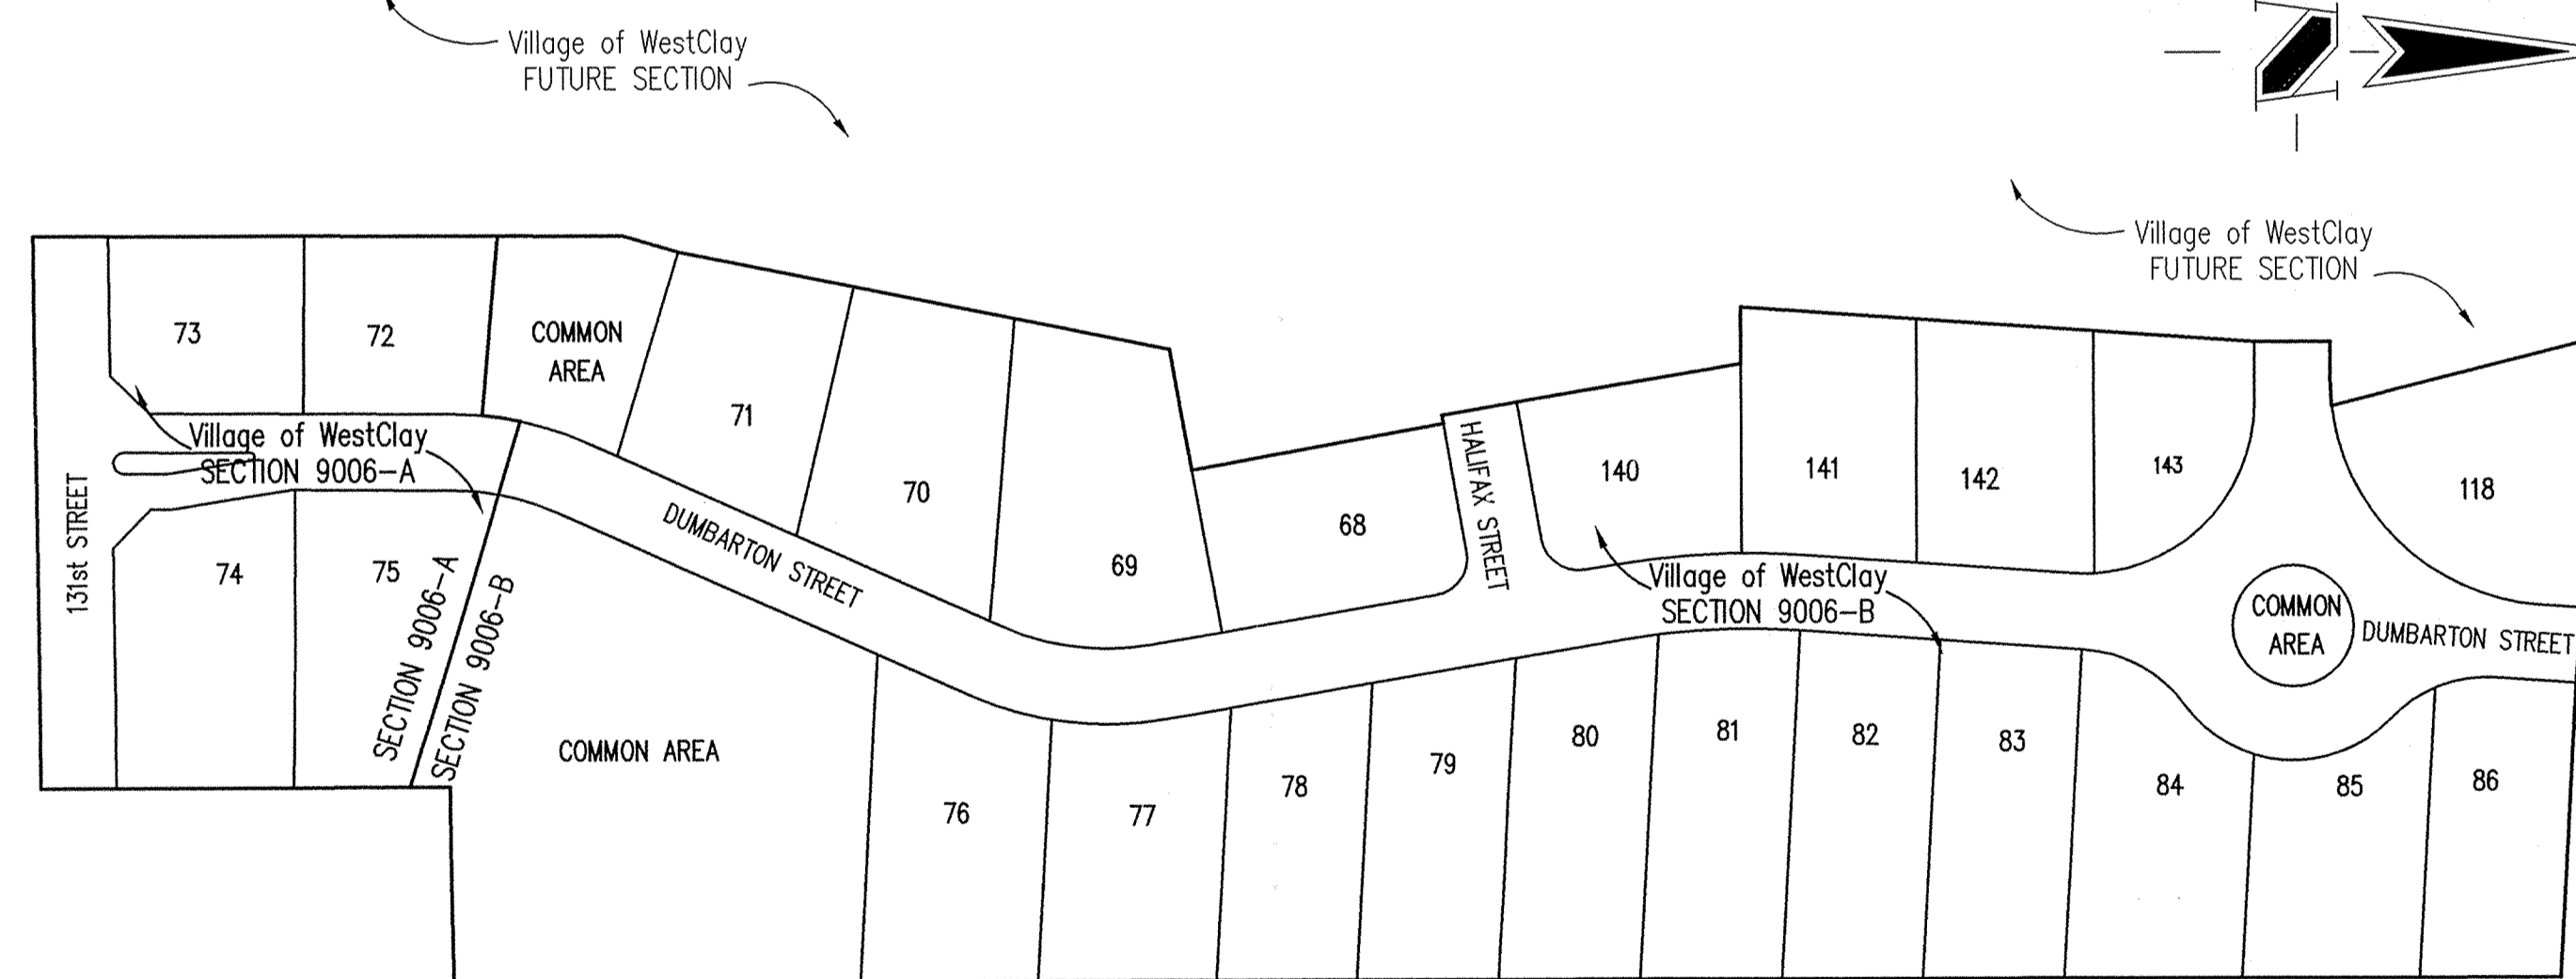 Village of WestClay
FUTURE SECTION
Village of WestClay
FUTURE SECTION
73
72
COMMON
AREA
71
70
69
68
HALIFAX STREET
140
141
142
143
118
Village of WestClay
SECTION 9006-A
131st STREET
74
75
SECTION 9006-A
SECTION 9006-B
DUMBARTON STREET
Village of WestClay
SECTION 9006-B
COMMON
AREA
DUMBARTON STREET
COMMON AREA
76
77
78
79
80
81
82
83
84
85
86